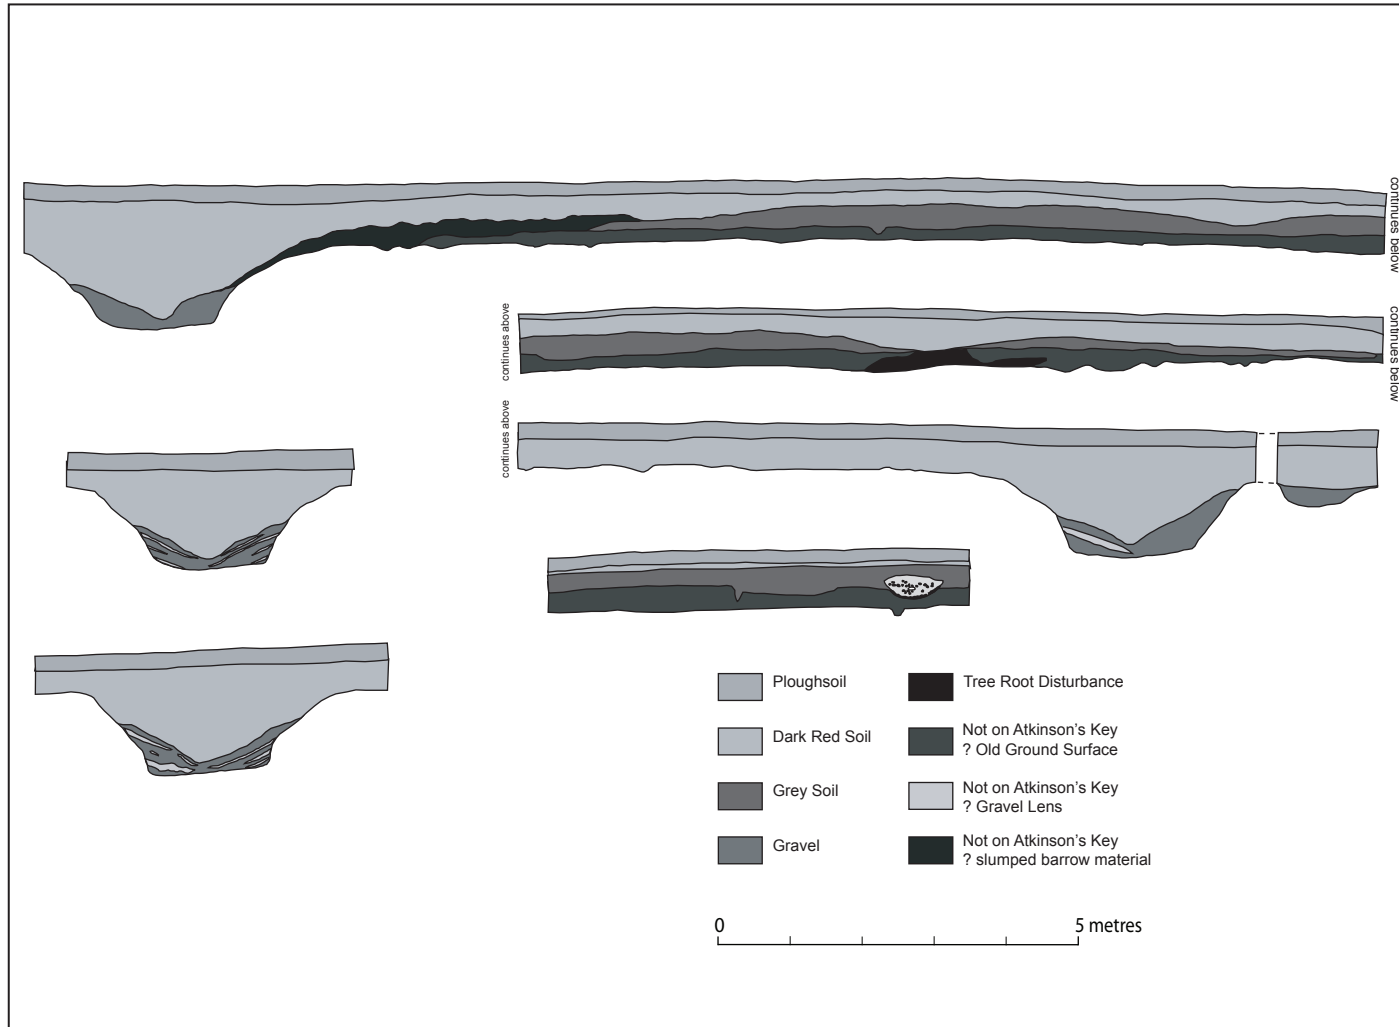 continues below
continues above
continues below
continues above
Ploughsoil
Dark Red Soil
Grey Soil
Gravel
Tree Root Disturbance
Not on Atkinson's Key
? Old Ground Surface
Not on Atkinson's Key
? Gravel Lens
Not on Atkinson's Key
? slumped barrow material
0
5 metres